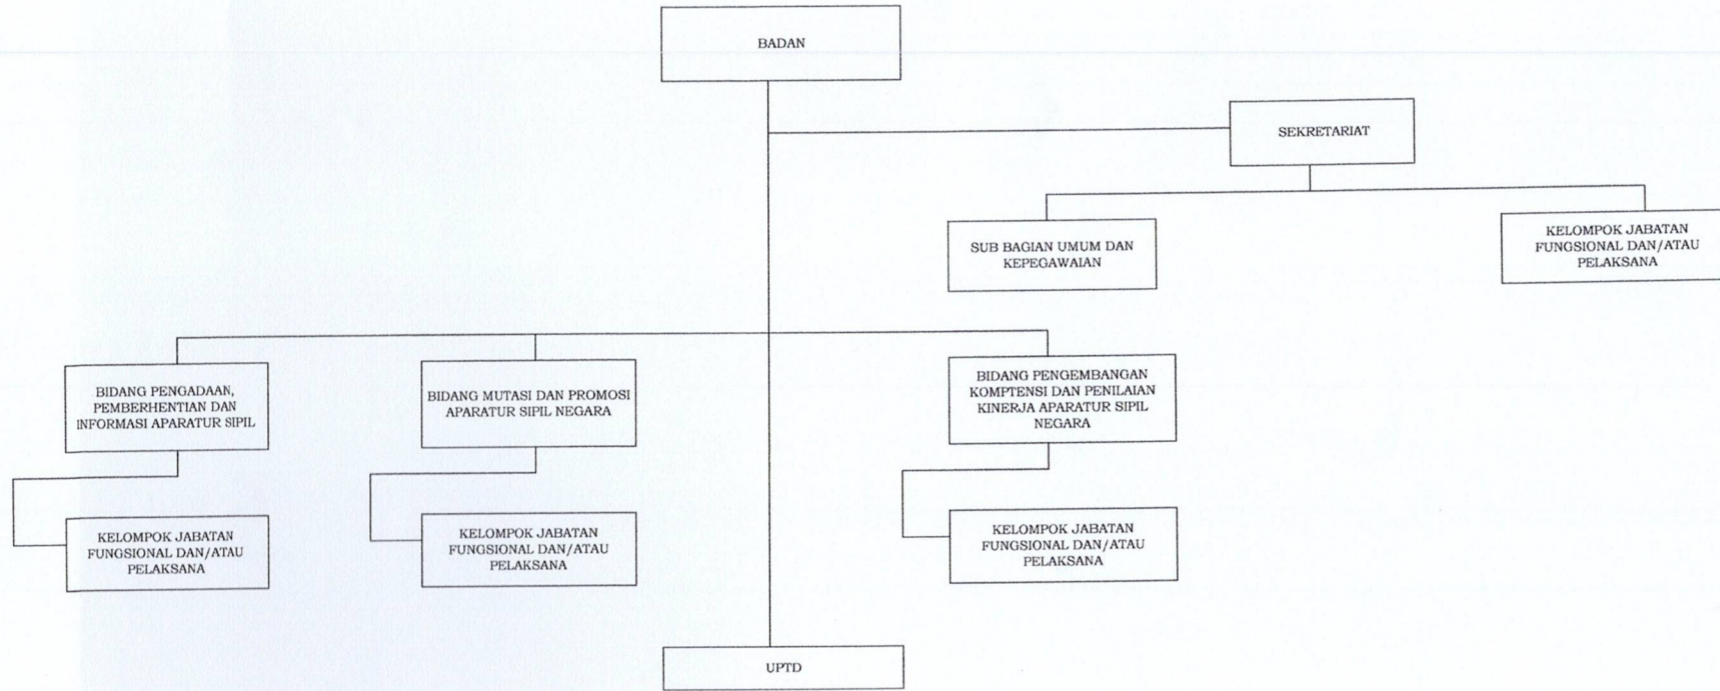 BADAN
SEKRETARIAT
SUB BAGIAN UMUM DAN
KEPEGAWAIAN
KELOMPOK JABATAN
FUNGSIONAL DAN/ATAU
PELAKSANA
BIDANG PENGADAAN,
PEMBERHENTIAN DAN
INFORMASI APARATUR SIPIL
BIDANG MUTASI DAN PROMOSI
APARATUR SIPIL NEGARA
BIDANG PENGEMBANGAN
KOMPTENSI DAN PENILAIAN
KINERJA APARATUR SIPIL
NEGARA
KELOMPOK JABATAN
FUNGSIONAL DAN/ATAU
PELAKSANA
KELOMPOK JABATAN
FUNGSIONAL DAN/ATAU
PELAKSANA
KELOMPOK JABATAN
FUNGSIONAL DAN/ATAU
PELAKSANA
UPTD